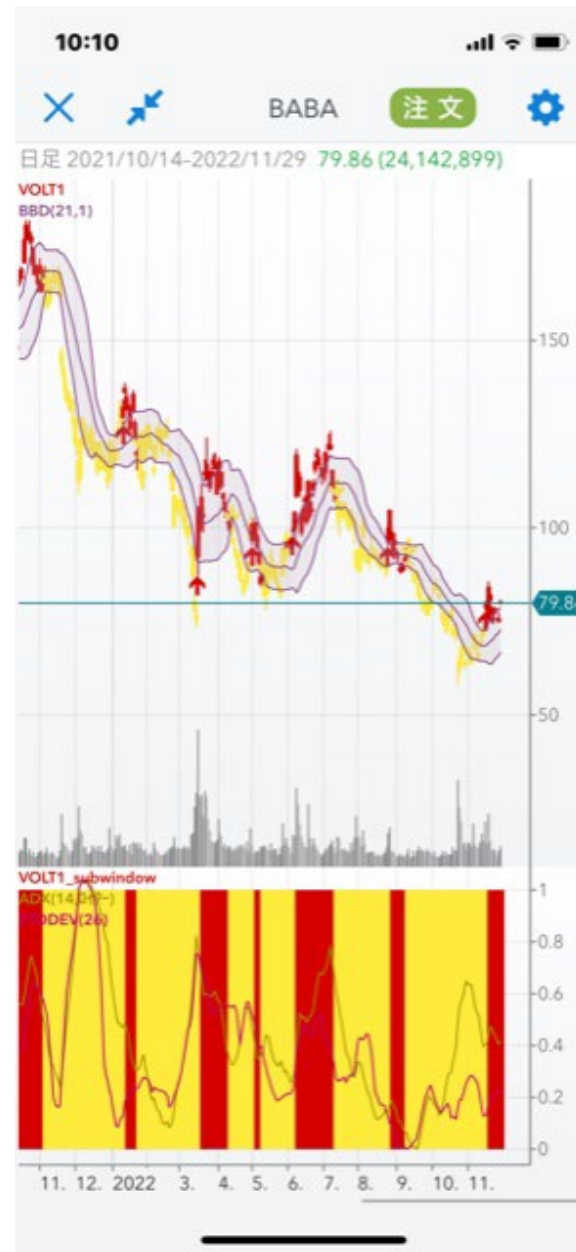 10:10
BABA 注文
日足 2021/10/14-2022/11/29 79.86 (24,142,899)
VOLT1
BBD(21,1)
150
100
79.8
50
VOLT1_subwindow
STDDEV(26)
1
0.8
0.6
0.4
0.2
0
11. 12. 2022 3. 4. 5. 6. 7. 8. 9. 10. 11.